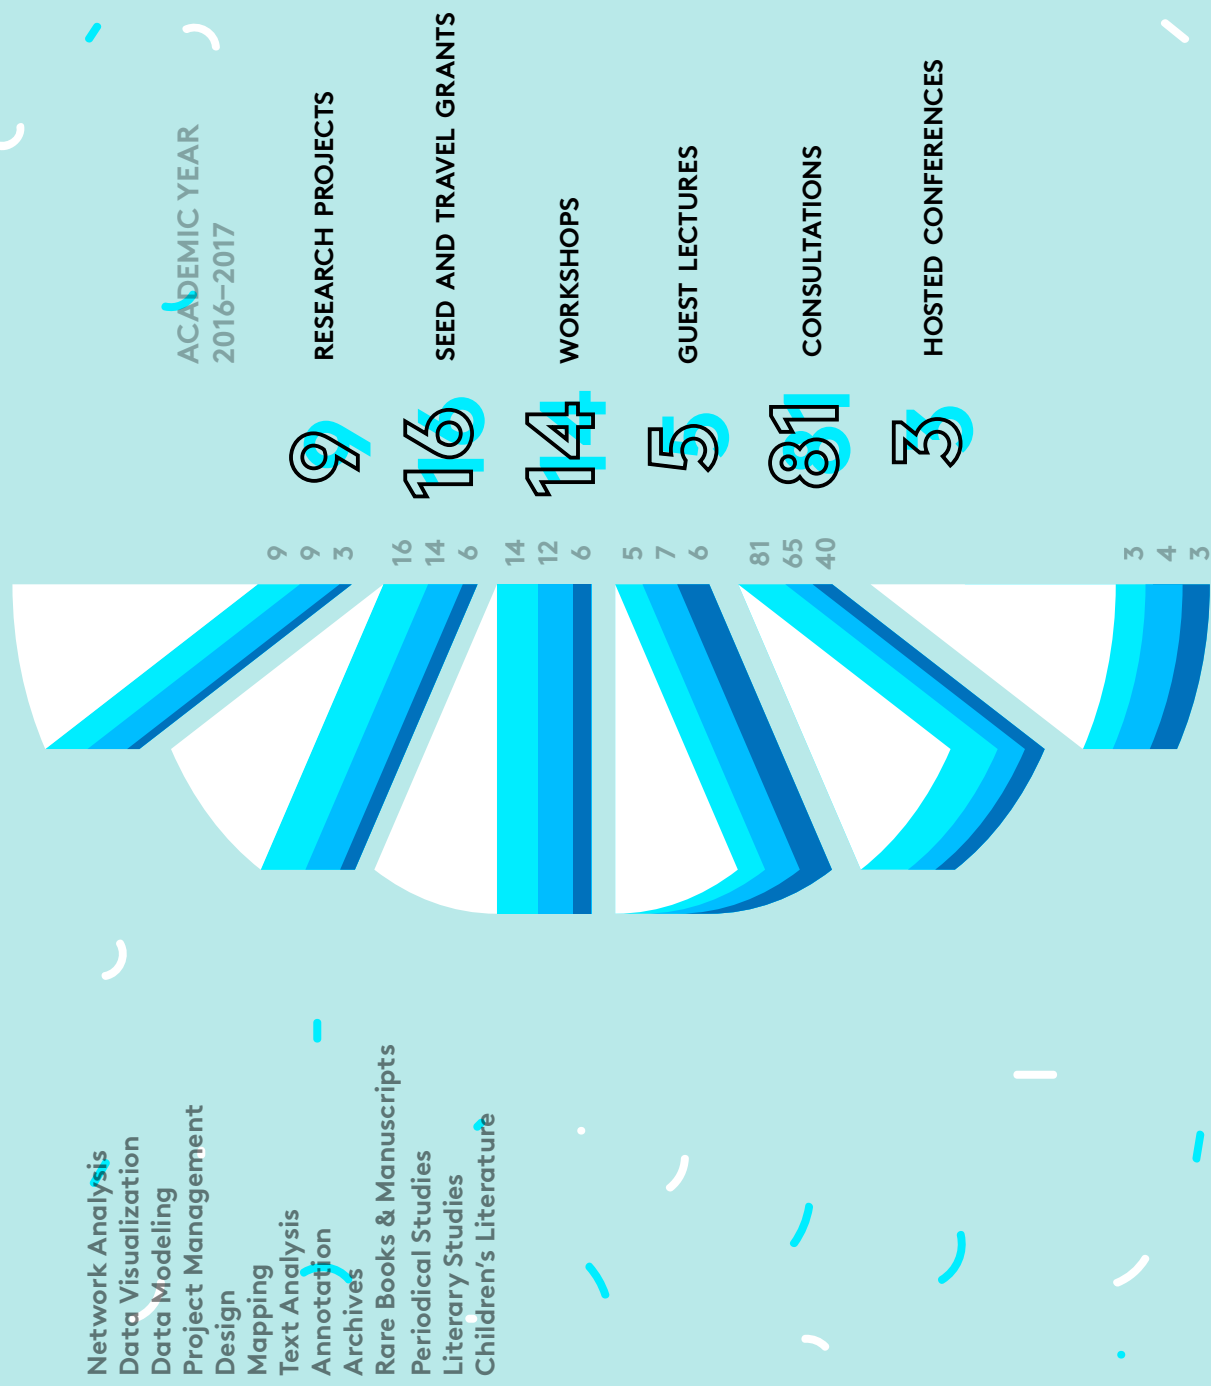 Network Analysis
Data Visualization
Data Modeling
Project Management
Design
Mapping
Text Analysis
Annotation
Archives
Rare Books & Manuscripts
Periodical Studies
Literary Studies
Children's Literature
9
9
3
16
14
6
14
12
6
5
7
6
81
65
40
3
4
3
ACADEMIC YEAR
2016–2017
9 RESEARCH PROJECTS
16 SEED AND TRAVEL GRANTS
14 WORKSHOPS
5 GUEST LECTURES
81 CONSULTATIONS
3 HOSTED CONFERENCES